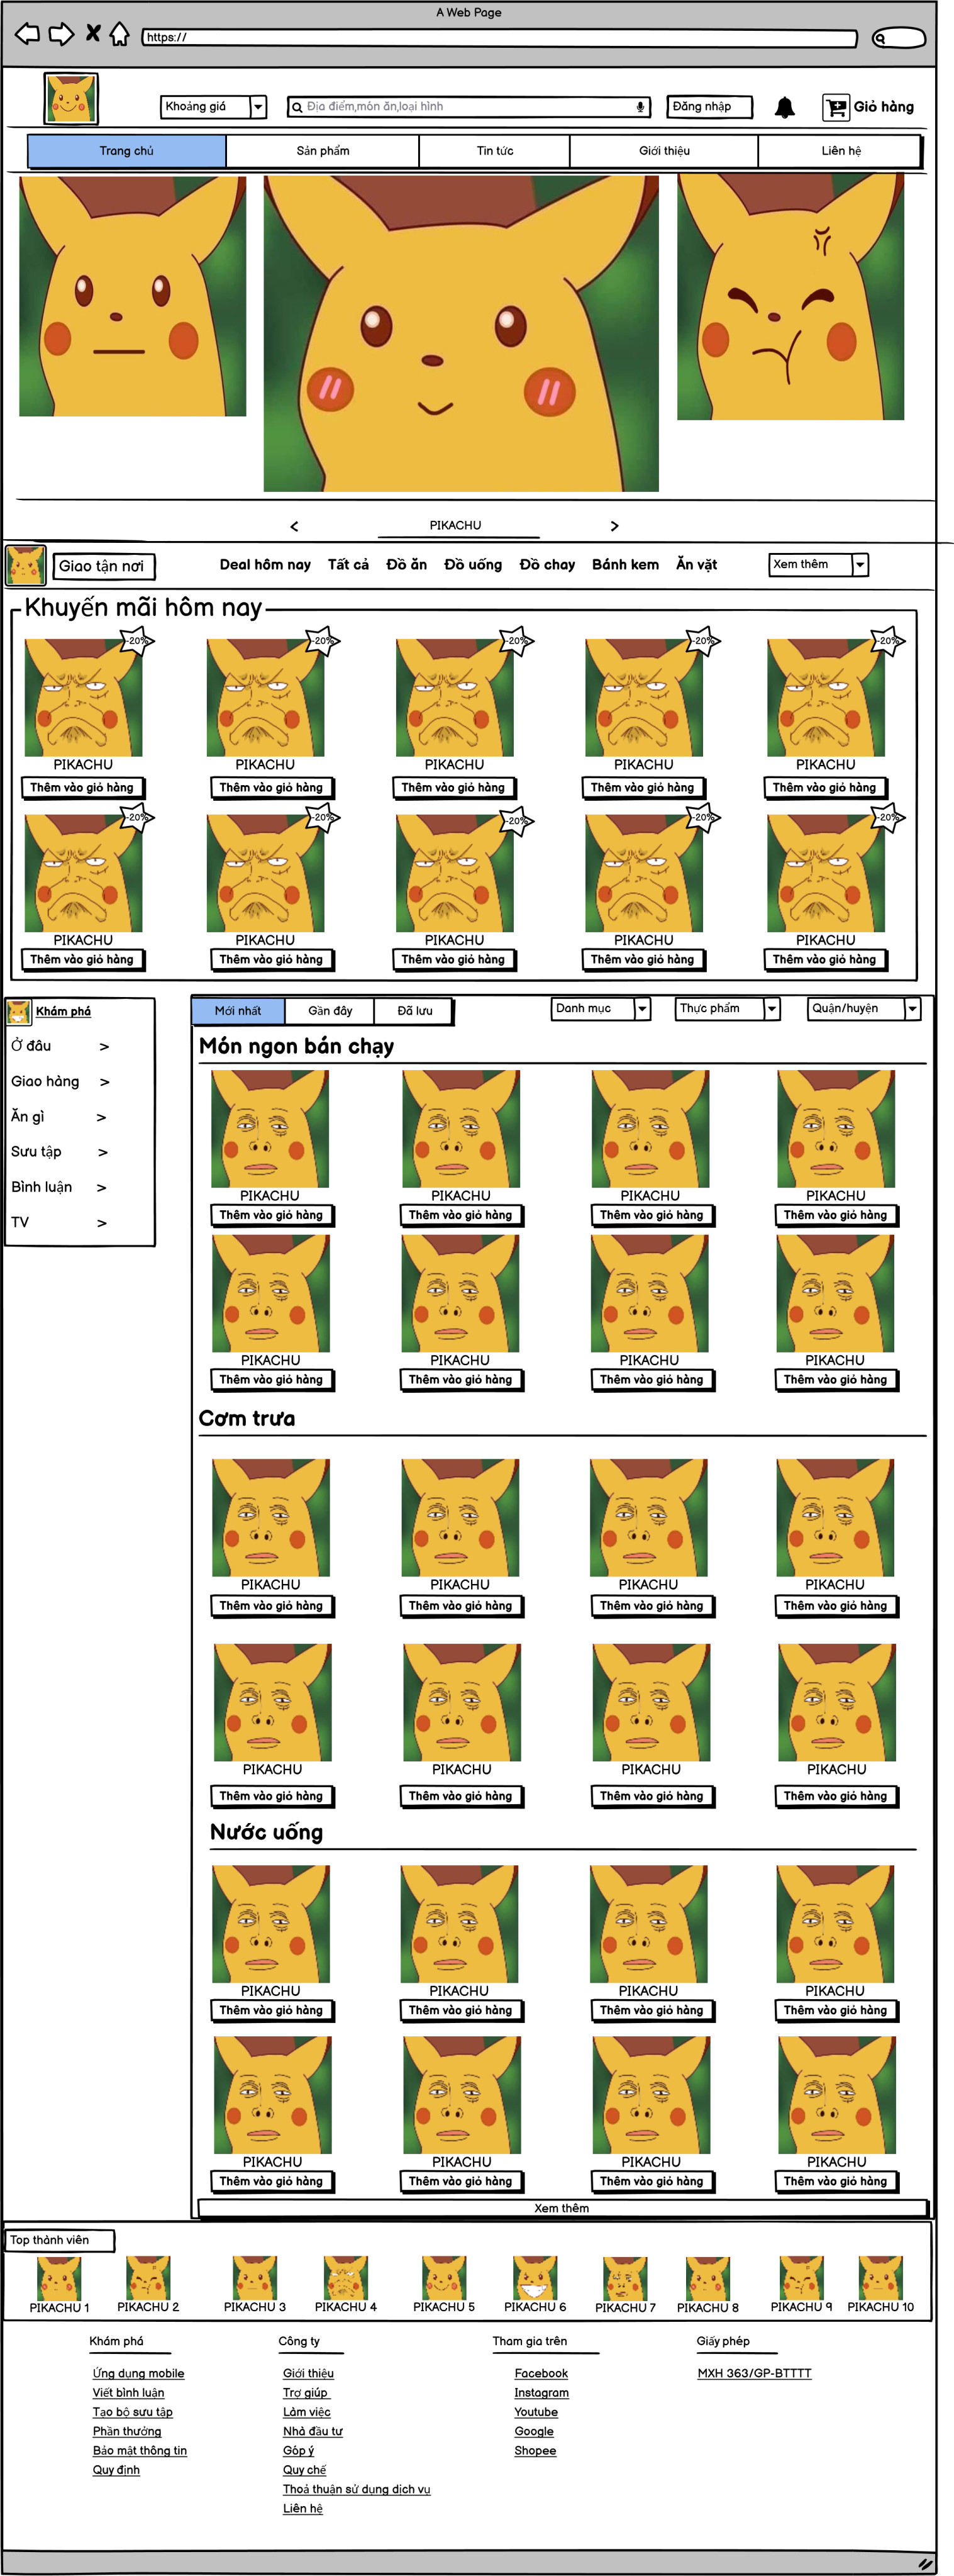 A Web Page
https://
Khoảng giá
Địa điểm,món ăn,loại hình
Đăng nhập
Giỏ hàng
Trang chủ Sản phẩm Tin tức Giới thiệu Liên hệ
< PIKACHU >
Giao tận nơi
Deal hôm nay Tất cả Đồ ăn Đồ uống Đồ chay Bánh kem Ăn vặt
Xem thêm
Khuyến mãi hôm nay
-20% -20% -20% -20% -20%
PIKACHU PIKACHU PIKACHU PIKACHU PIKACHU
Thêm vào giỏ hàng Thêm vào giỏ hàng Thêm vào giỏ hàng Thêm vào giỏ hàng Thêm vào giỏ hàng
-20% -20% -20% -20% -20%
PIKACHU PIKACHU PIKACHU PIKACHU PIKACHU
Thêm vào giỏ hàng Thêm vào giỏ hàng Thêm vào giỏ hàng Thêm vào giỏ hàng Thêm vào giỏ hàng
Khám phá
Ở đâu >
Giao hàng >
Ăn gì >
Sưu tập >
Bình luận >
TV >
Mới nhất Gần đây Đã lưu
Danh mục Thực phẩm Quận/huyện
Món ngon bán chạy
PIKACHU PIKACHU PIKACHU PIKACHU
Thêm vào giỏ hàng Thêm vào giỏ hàng Thêm vào giỏ hàng Thêm vào giỏ hàng
PIKACHU PIKACHU PIKACHU PIKACHU
Thêm vào giỏ hàng Thêm vào giỏ hàng Thêm vào giỏ hàng Thêm vào giỏ hàng
Cơm trưa
PIKACHU PIKACHU PIKACHU PIKACHU
Thêm vào giỏ hàng Thêm vào giỏ hàng Thêm vào giỏ hàng Thêm vào giỏ hàng
PIKACHU PIKACHU PIKACHU PIKACHU
Thêm vào giỏ hàng Thêm vào giỏ hàng Thêm vào giỏ hàng Thêm vào giỏ hàng
Nước uống
PIKACHU PIKACHU PIKACHU PIKACHU
Thêm vào giỏ hàng Thêm vào giỏ hàng Thêm vào giỏ hàng Thêm vào giỏ hàng
PIKACHU PIKACHU PIKACHU PIKACHU
Thêm vào giỏ hàng Thêm vào giỏ hàng Thêm vào giỏ hàng Thêm vào giỏ hàng
Xem thêm
Top thành viên
PIKACHU 1 PIKACHU 2 PIKACHU 3 PIKACHU 4 PIKACHU 5 PIKACHU 6 PIKACHU 7 PIKACHU 8 PIKACHU 9 PIKACHU 10
Khám phá
Ứng dụng mobile
Viết bình luận
Tạo bộ sưu tập
Phần thưởng
Bảo mật thông tin
Quy định
Công ty
Giới thiệu
Trợ giúp
Làm việc
Nhà đầu tư
Góp ý
Quy chế
Thoả thuận sử dụng dịch vụ
Liên hệ
Tham gia trên
Facebook
Instagram
Youtube
Google
Shopee
Giấy phép
MXH 363/GP-BTTTT